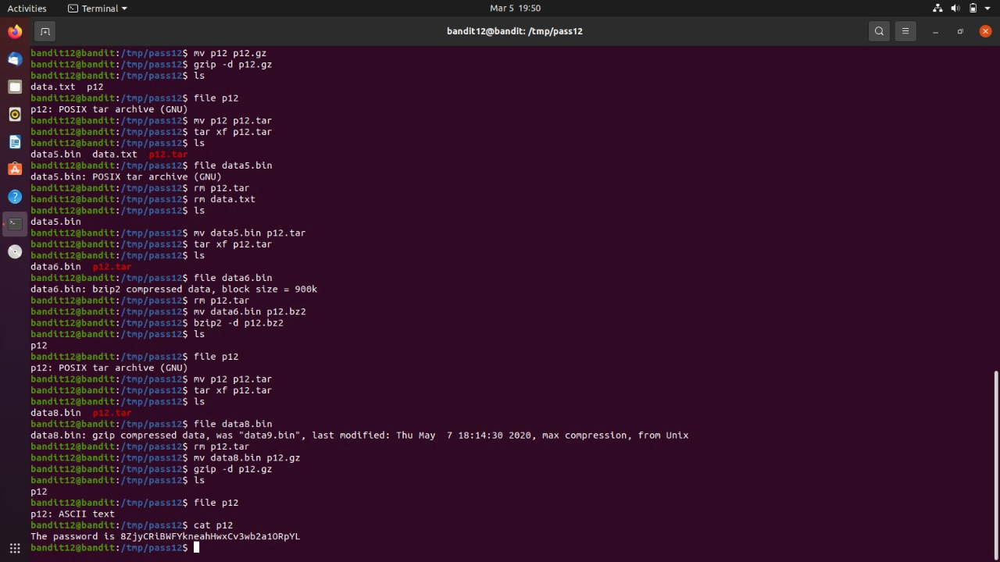 Activities Terminal Mar 5 19:50
bandit12@bandit: /tmp/pass12
bandit12@bandit:/tmp/pass12$ mv p12 p12.gz
bandit12@bandit:/tmp/pass12$ gzip -d p12.gz
bandit12@bandit:/tmp/pass12$ ls
data.txt  p12
bandit12@bandit:/tmp/pass12$ file p12
p12: POSIX tar archive (GNU)
bandit12@bandit:/tmp/pass12$ mv p12 p12.tar
bandit12@bandit:/tmp/pass12$ tar xf p12.tar
bandit12@bandit:/tmp/pass12$ ls
data5.bin  data.txt  p12.tar
bandit12@bandit:/tmp/pass12$ file data5.bin
data5.bin: POSIX tar archive (GNU)
bandit12@bandit:/tmp/pass12$ rm p12.tar
bandit12@bandit:/tmp/pass12$ rm data.txt
bandit12@bandit:/tmp/pass12$ ls
data5.bin
bandit12@bandit:/tmp/pass12$ mv data5.bin p12.tar
bandit12@bandit:/tmp/pass12$ tar xf p12.tar
bandit12@bandit:/tmp/pass12$ ls
data6.bin  p12.tar
bandit12@bandit:/tmp/pass12$ file data6.bin
data6.bin: bzip2 compressed data, block size = 900k
bandit12@bandit:/tmp/pass12$ rm p12.tar
bandit12@bandit:/tmp/pass12$ mv data6.bin p12.bz2
bandit12@bandit:/tmp/pass12$ bzip2 -d p12.bz2
bandit12@bandit:/tmp/pass12$ ls
p12
bandit12@bandit:/tmp/pass12$ file p12
p12: POSIX tar archive (GNU)
bandit12@bandit:/tmp/pass12$ mv p12 p12.tar
bandit12@bandit:/tmp/pass12$ tar xf p12.tar
bandit12@bandit:/tmp/pass12$ ls
data8.bin  p12.tar
bandit12@bandit:/tmp/pass12$ file data8.bin
data8.bin: gzip compressed data, was "data9.bin", last modified: Thu May  7 18:14:30 2020, max compression, from Unix
bandit12@bandit:/tmp/pass12$ rm p12.tar
bandit12@bandit:/tmp/pass12$ mv data8.bin p12.gz
bandit12@bandit:/tmp/pass12$ gzip -d p12.gz
bandit12@bandit:/tmp/pass12$ ls
p12
bandit12@bandit:/tmp/pass12$ file p12
p12: ASCII text
bandit12@bandit:/tmp/pass12$ cat p12
The password is 8ZjyCRiBWFYkneahHwxCv3wb2a1ORpYL
bandit12@bandit:/tmp/pass12$